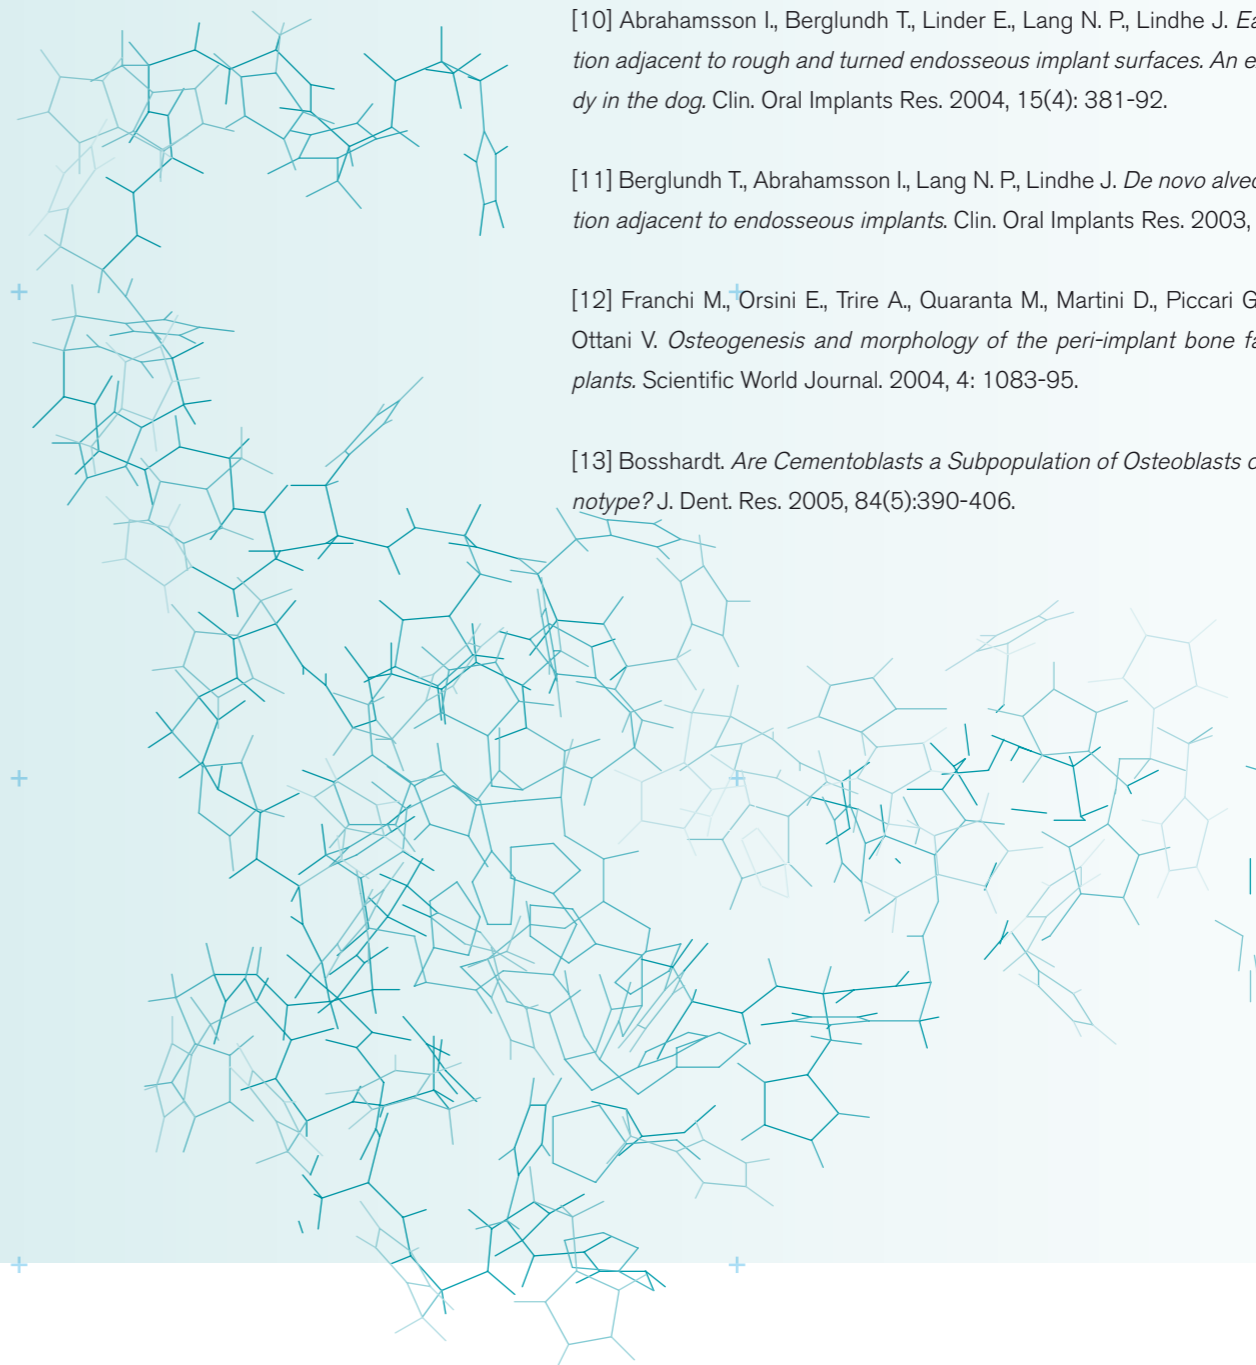 [10] Abrahamsson I., Berglundh T., Linder E., Lang N. P., Lindhe J. Ea
tion adjacent to rough and turned endosseous implant surfaces. An e
dy in the dog. Clin. Oral Implants Res. 2004, 15(4): 381-92.
[11] Berglundh T., Abrahamsson I., Lang N. P., Lindhe J. De novo alveo
tion adjacent to endosseous implants. Clin. Oral Implants Res. 2003,
[12] Franchi M., Orsini E., Trire A., Quaranta M., Martini D., Piccari G
Ottani V. Osteogenesis and morphology of the peri-implant bone fa
plants. Scientific World Journal. 2004, 4: 1083-95.
[13] Bosshardt. Are Cementoblasts a Subpopulation of Osteoblasts o
notype? J. Dent. Res. 2005, 84(5):390-406.